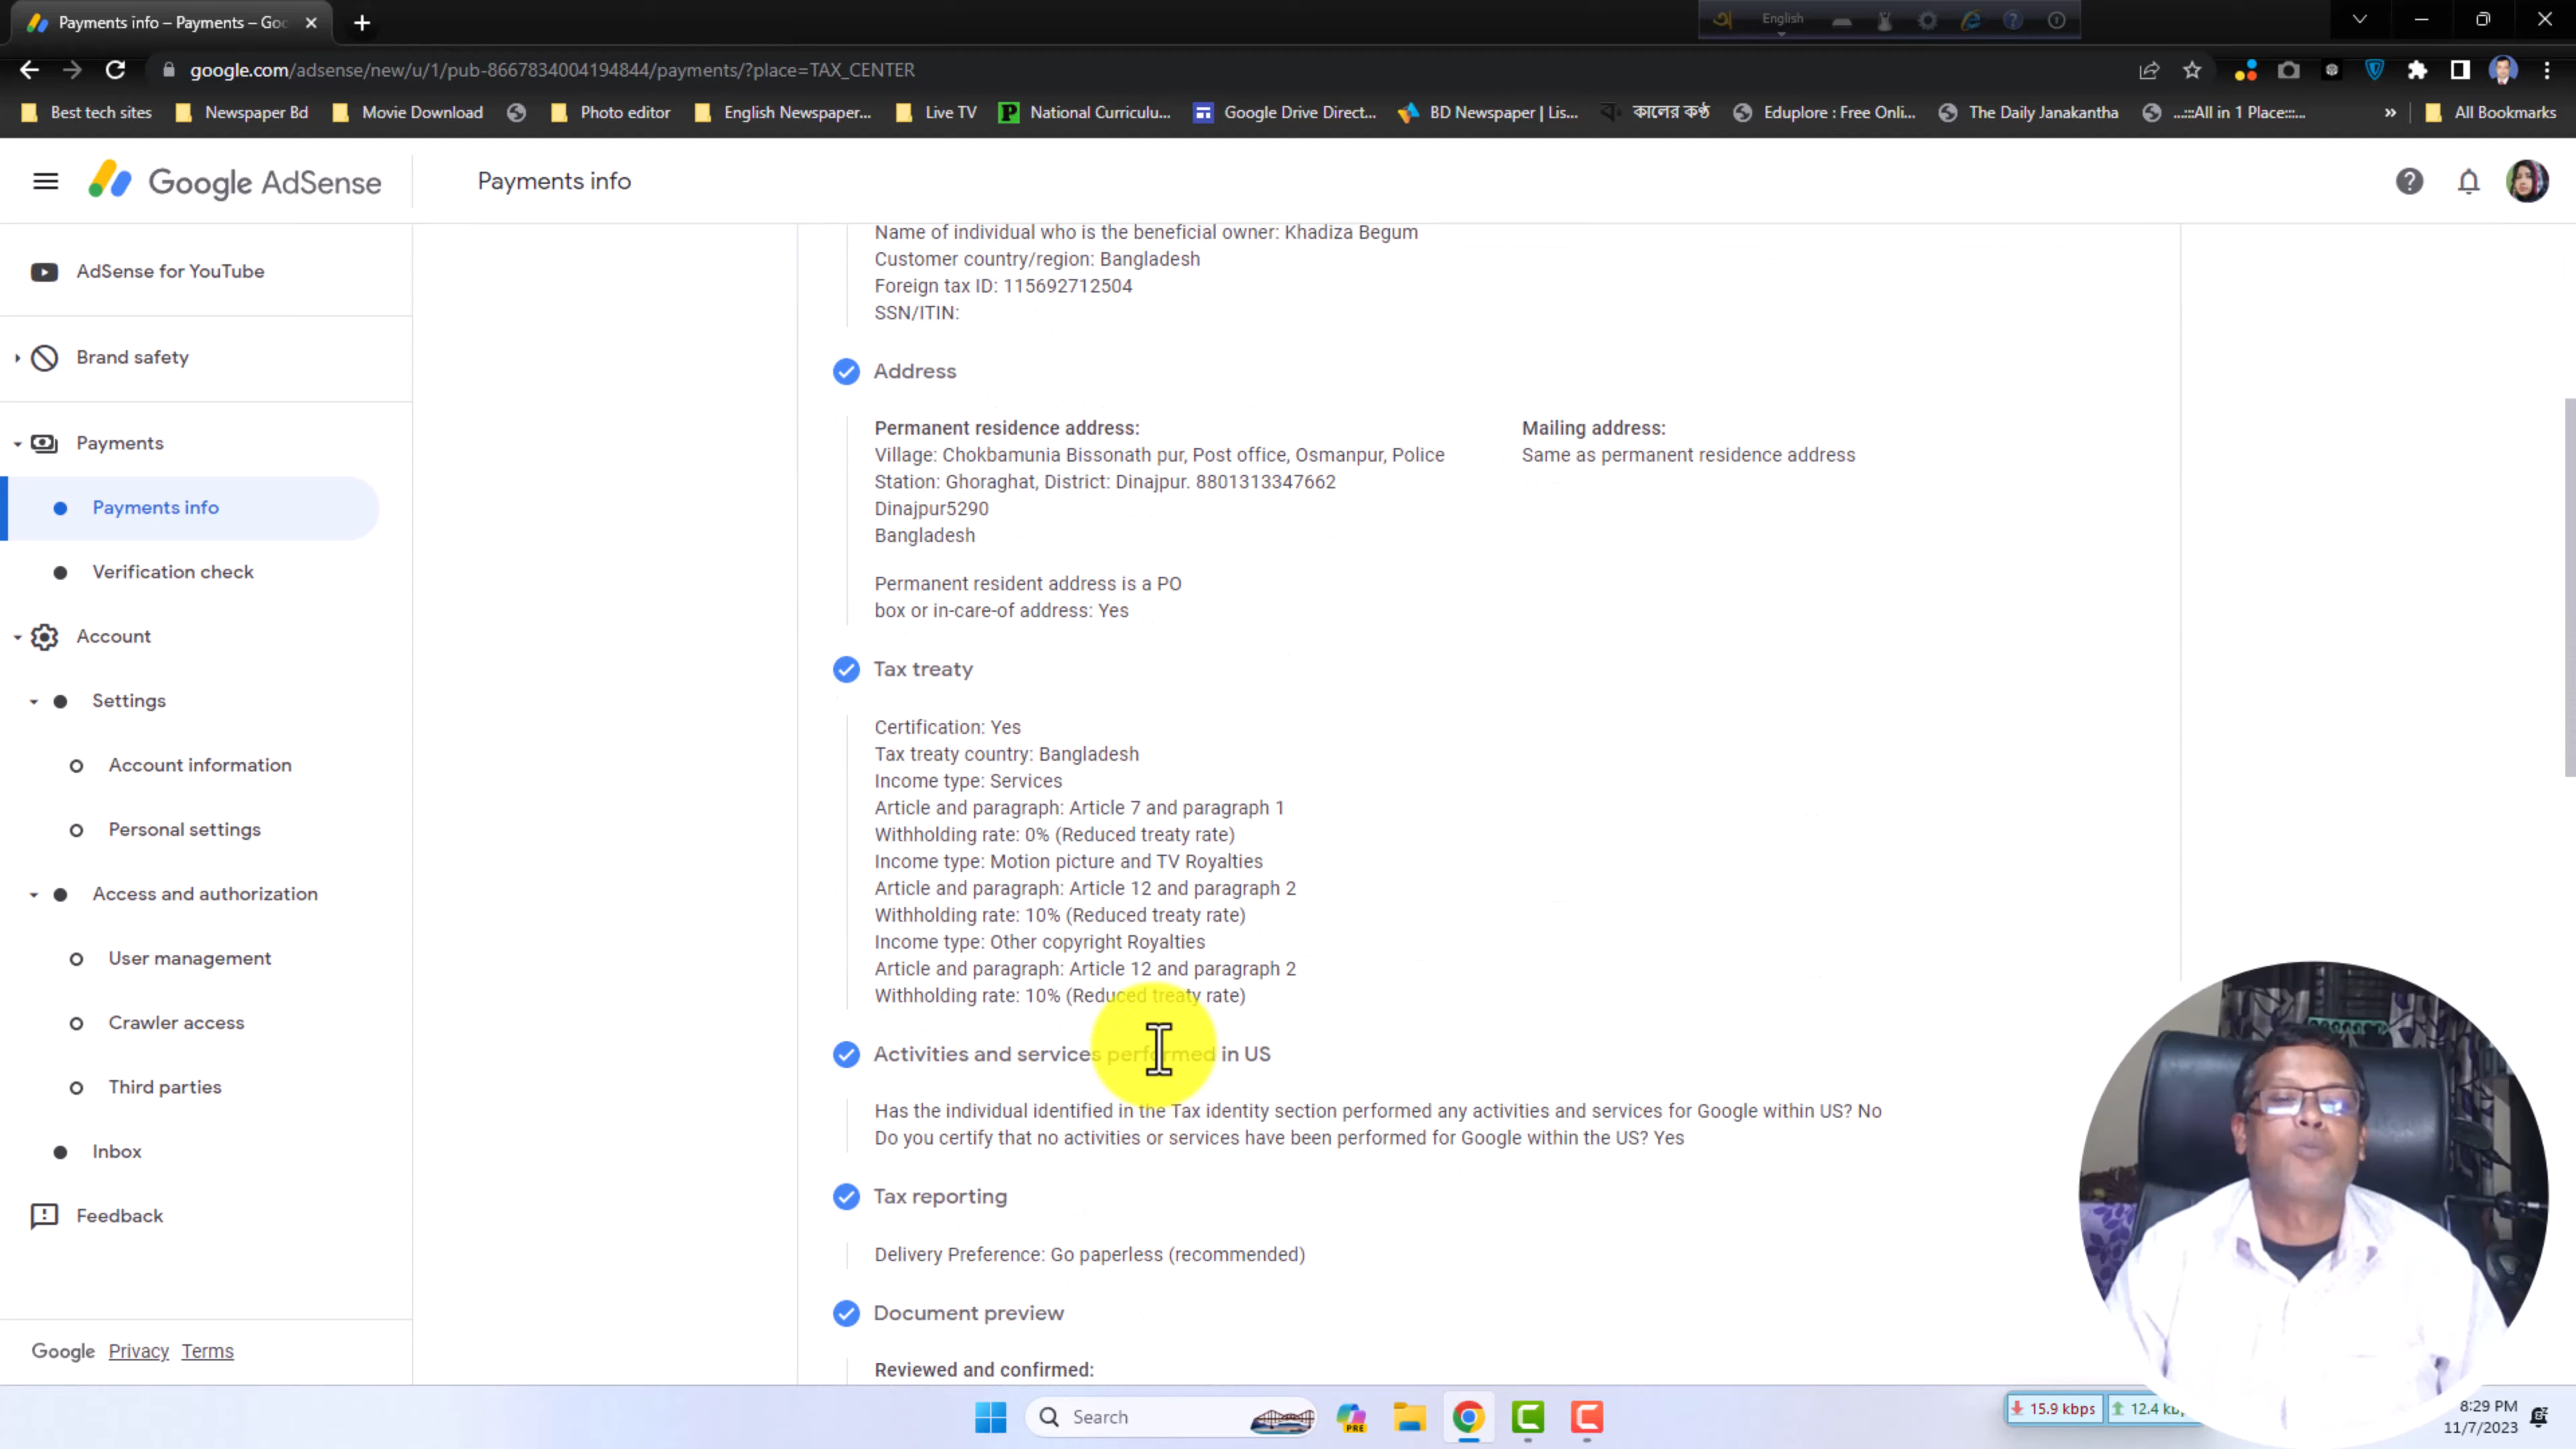 Payments info – Payments – Goo
English
google.com/adsense/new/u/1/pub-8667834004194844/payments/?place=TAX_CENTER
Best tech sites
Newspaper Bd
Movie Download
Photo editor
English Newspaper...
Live TV
National Curriculu...
Google Drive Direct...
BD Newspaper | Lis...
কালের কণ্ঠ
Eduplore : Free Onli...
The Daily Janakantha
...:::All in 1 Place:::...
»
All Bookmarks
Google AdSense
Payments info
AdSense for YouTube
Brand safety
Payments
Payments info
Verification check
Account
Settings
Account information
Personal settings
Access and authorization
User management
Crawler access
Third parties
Inbox
Feedback
Google Privacy Terms
Name of individual who is the beneficial owner: Khadiza Begum
Customer country/region: Bangladesh
Foreign tax ID: 115692712504
SSN/ITIN:
Address
Permanent residence address:
Village: Chokbamunia Bissonath pur, Post office, Osmanpur, Police
Station: Ghoraghat, District: Dinajpur. 8801313347662
Dinajpur5290
Bangladesh
Permanent resident address is a PO
box or in-care-of address: Yes
Mailing address:
Same as permanent residence address
Tax treaty
Certification: Yes
Tax treaty country: Bangladesh
Income type: Services
Article and paragraph: Article 7 and paragraph 1
Withholding rate: 0% (Reduced treaty rate)
Income type: Motion picture and TV Royalties
Article and paragraph: Article 12 and paragraph 2
Withholding rate: 10% (Reduced treaty rate)
Income type: Other copyright Royalties
Article and paragraph: Article 12 and paragraph 2
Withholding rate: 10% (Reduced treaty rate)
Activities and services performed in US
Has the individual identified in the Tax identity section performed any activities and services for Google within US? No
Do you certify that no activities or services have been performed for Google within the US? Yes
Tax reporting
Delivery Preference: Go paperless (recommended)
Document preview
Reviewed and confirmed:
Search
PRE
15.9 kbps
12.4 kb
8:29 PM
11/7/2023